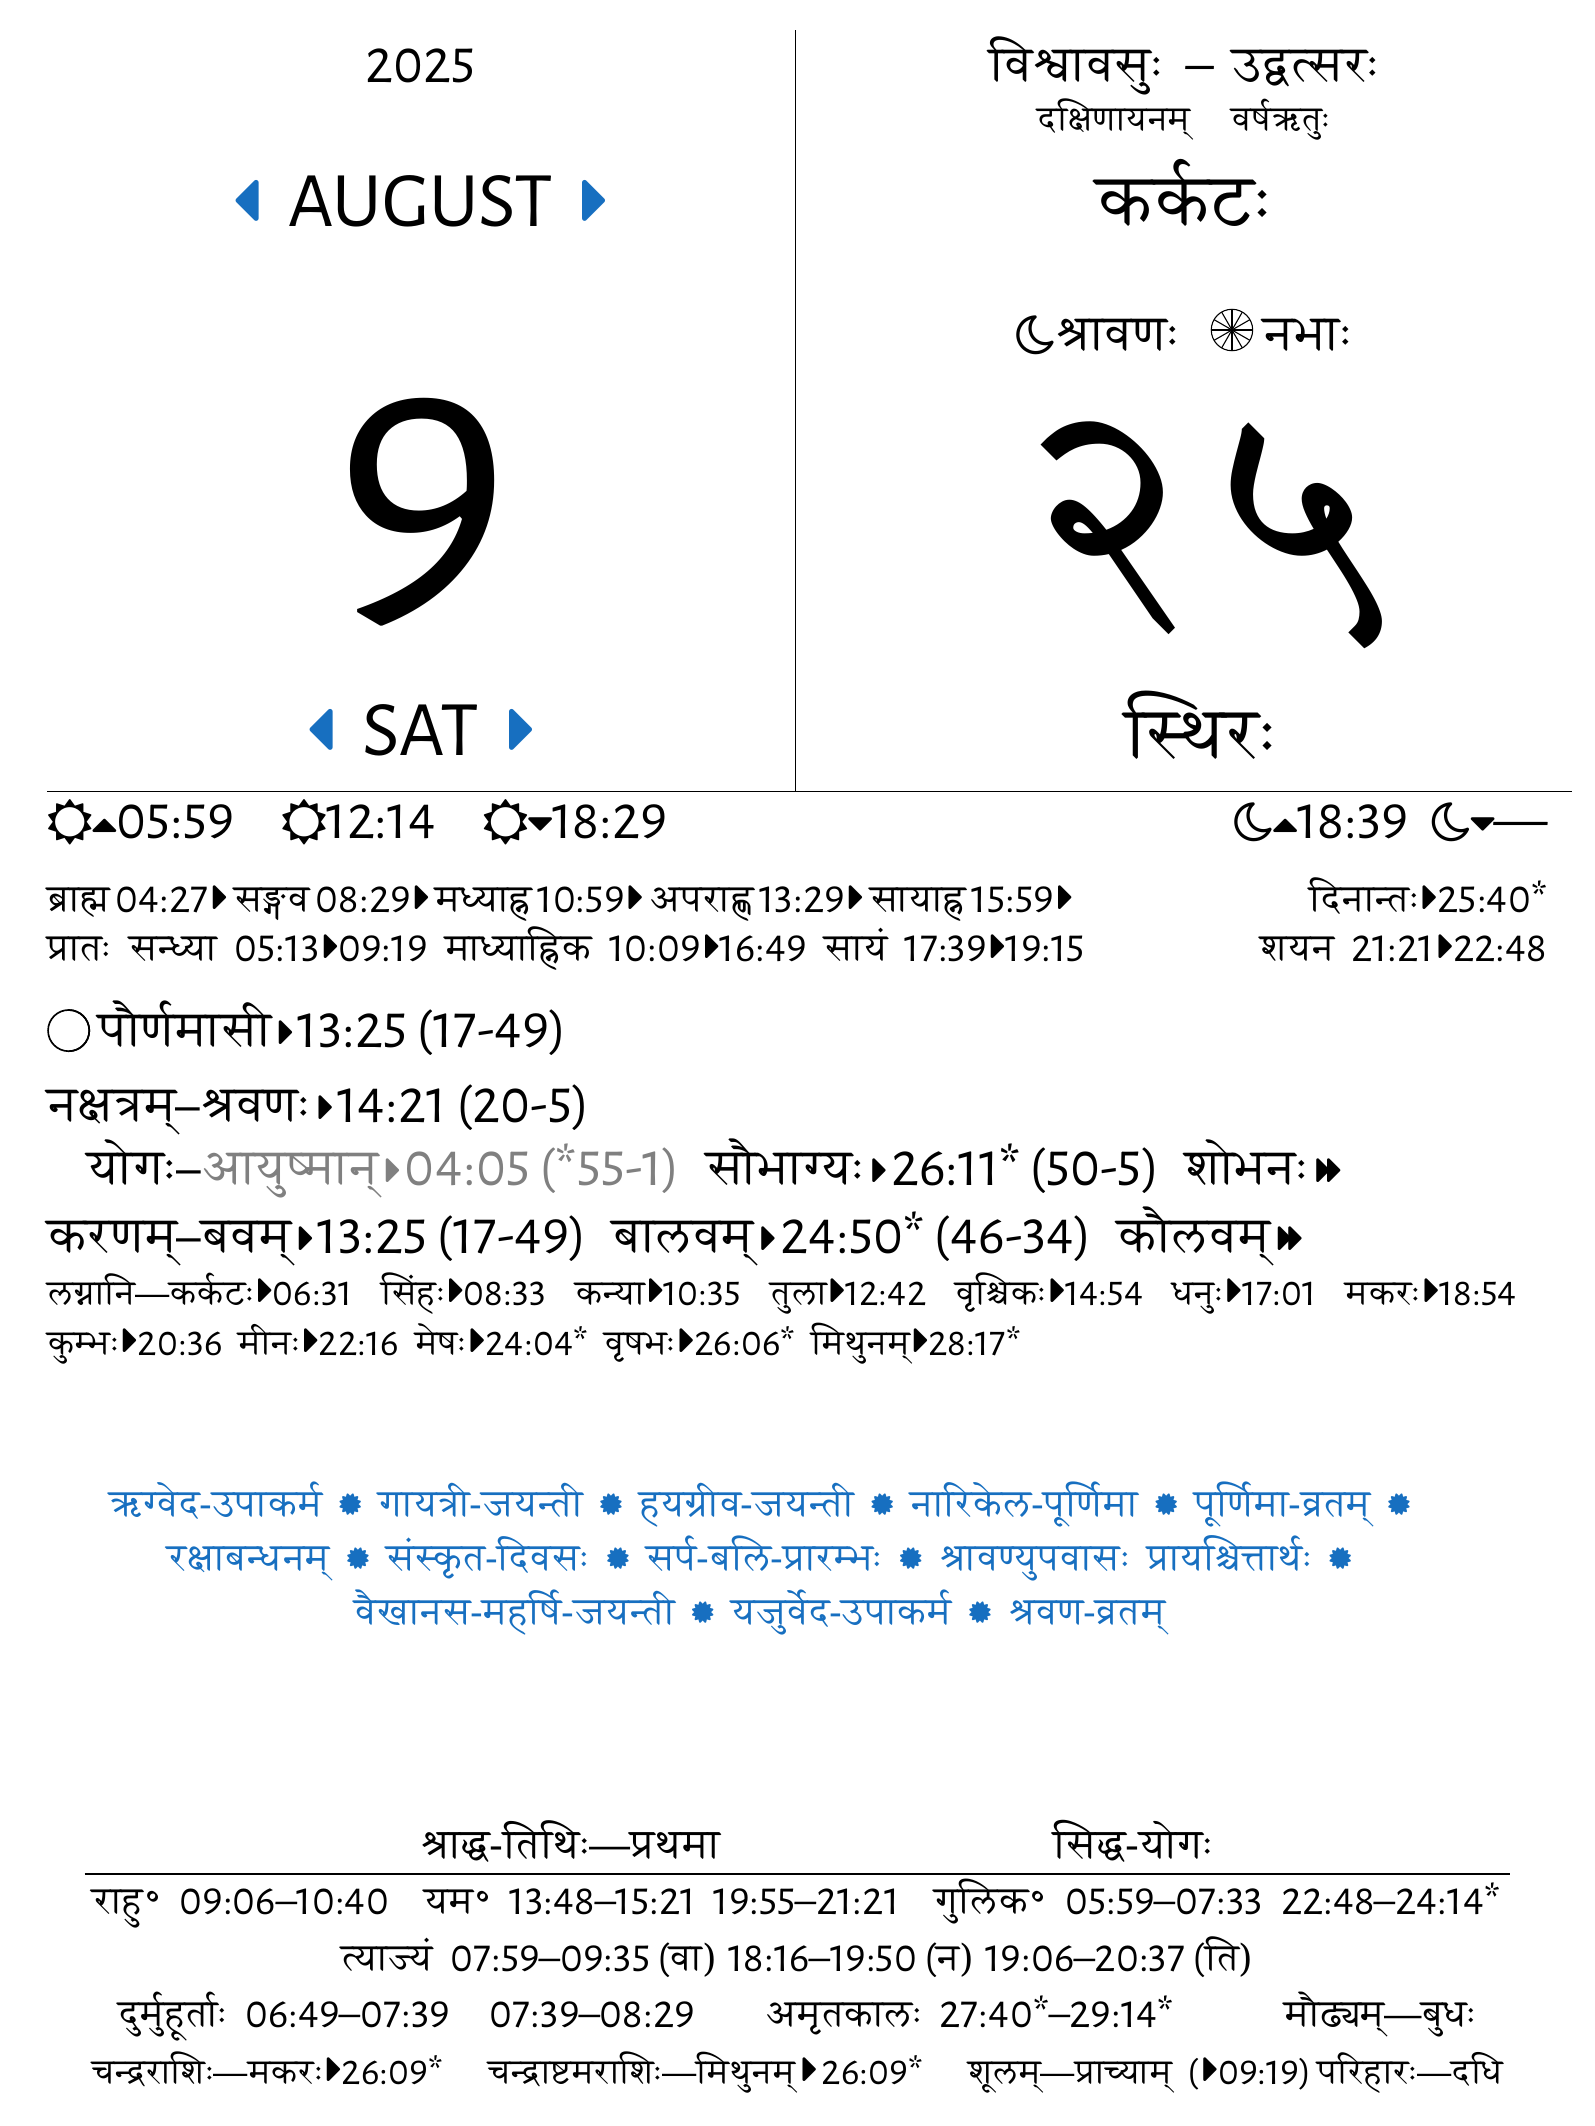 2025
AUGUST
9
SAT
विश्वावसुः – उद्वत्सरः
दक्षिणायनम् वर्षऋतुः
कर्कटः
श्रावणः नभाः
२५
स्थिरः
05:59 12:14 18:29 18:39 —
ब्राह्म 04:27 सङ्गव 08:29 मध्याह्न 10:59 अपराह्ण 13:29 सायाह्न 15:59 दिनान्तः 25:40*
प्रातः सन्ध्या 05:13 09:19 माध्याह्निक 10:09 16:49 सायं 17:39 19:15 शयन 21:21 22:48
पौर्णमासी 13:25 (17-49)
नक्षत्रम्–श्रवणः 14:21 (20-5)
योगः–आयुष्मान् 04:05 (*55-1) सौभाग्यः 26:11* (50-5) शोभनः
करणम्–बवम् 13:25 (17-49) बालवम् 24:50* (46-34) कौलवम्
लग्नानि—कर्कटः 06:31 सिंहः 08:33 कन्या 10:35 तुला 12:42 वृश्चिकः 14:54 धनुः 17:01 मकरः 18:54
कुम्भः 20:36 मीनः 22:16 मेषः 24:04* वृषभः 26:06* मिथुनम् 28:17*
ऋग्वेद-उपाकर्म ✹ गायत्री-जयन्ती ✹ हयग्रीव-जयन्ती ✹ नारिकेल-पूर्णिमा ✹ पूर्णिमा-व्रतम् ✹
रक्षाबन्धनम् ✹ संस्कृत-दिवसः ✹ सर्प-बलि-प्रारम्भः ✹ श्रावण्युपवासः प्रायश्चित्तार्थः ✹
वैखानस-महर्षि-जयन्ती ✹ यजुर्वेद-उपाकर्म ✹ श्रवण-व्रतम्
श्राद्ध-तिथिः—प्रथमा सिद्ध-योगः
राहु॰ 09:06–10:40 यम॰ 13:48–15:21 19:55–21:21 गुलिक॰ 05:59–07:33 22:48–24:14*
त्याज्यं 07:59–09:35 (वा) 18:16–19:50 (न) 19:06–20:37 (ति)
दुर्मुहूर्ताः 06:49–07:39 07:39–08:29 अमृतकालः 27:40*–29:14* मौढ्यम्—बुधः
चन्द्रराशिः—मकरः 26:09* चन्द्राष्टमराशिः—मिथुनम् 26:09* शूलम्—प्राच्याम् ( 09:19) परिहारः—दधि